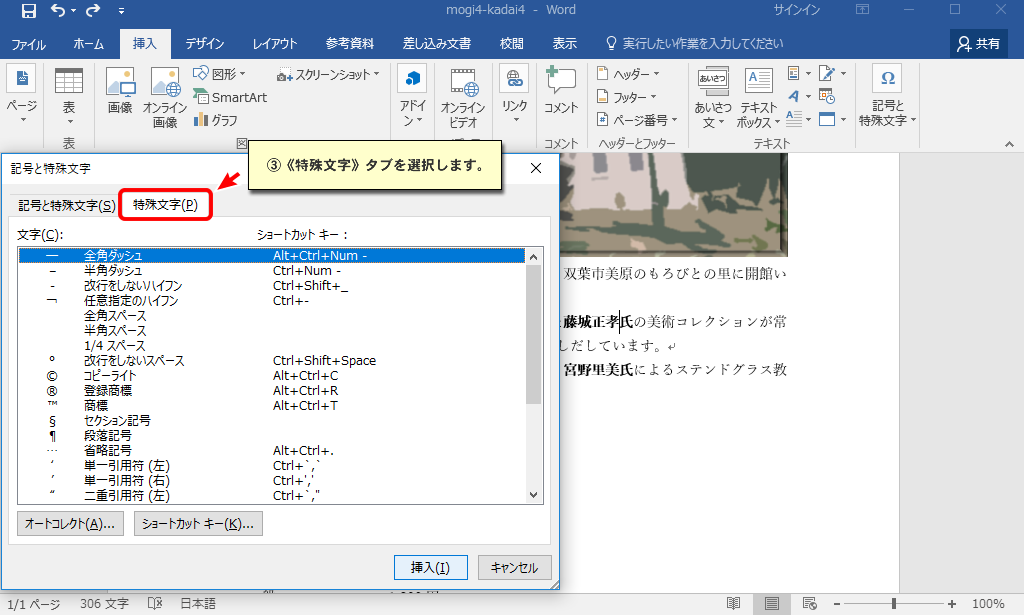 mogi4-kadai4 - Word
サインイン
ファイル ホーム 挿入 デザイン レイアウト 参考資料 差し込み文書 校閲 表示 実行したい作業を入力してください 共有
ページ
表
画像
オンライン
画像
図形
SmartArt
グラフ
スクリーンショット
アドイ
ン
オンライン
ビデオ
リンク
コメント
ヘッダー
フッター
ページ番号
あいさつ
あいさつ
文
テキスト
ボックス
Ω
記号と
特殊文字
表
図
コメント
ヘッダーとフッター
テキスト
③《特殊文字》タブを選択します。
記号と特殊文字
記号と特殊文字(S) 特殊文字(P)
文字(C): ショートカット キー：
— 全角ダッシュ Alt+Ctrl+Num -
– 半角ダッシュ Ctrl+Num -
- 改行をしないハイフン Ctrl+Shift+_
¬ 任意指定のハイフン Ctrl+-
全角スペース
半角スペース
1/4 スペース
° 改行をしないスペース Ctrl+Shift+Space
© コピーライト Alt+Ctrl+C
® 登録商標 Alt+Ctrl+R
™ 商標 Alt+Ctrl+T
§ セクション記号
¶ 段落記号
… 省略記号 Alt+Ctrl+.
‘ 単一引用符 (左) Ctrl+`,`
’ 単一引用符 (右) Ctrl+','
“ 二重引用符 (左) Ctrl+`,"
オートコレクト(A)... ショートカット キー(K)...
挿入(I) キャンセル
双葉市美原のもろびとの里に開館い
藤城正孝氏の美術コレクションが常
しだしています。
宮野里美氏によるステンドグラス教
1/1 ページ 306 文字 日本語 100%